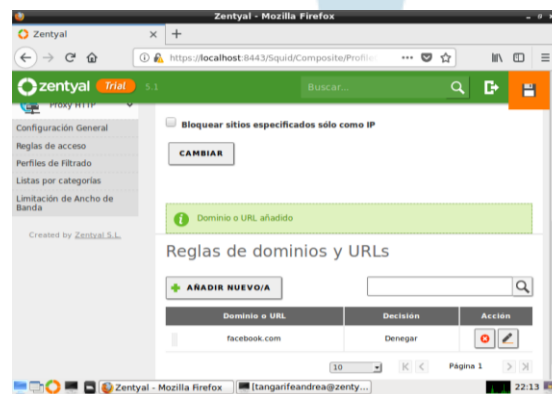 Zentyal - Mozilla Firefox
Zentyal
https://localhost:8443/Squid/Composite/Profile
zentyal Trial 5.1 Buscar...
Proxy HTTP
Configuración General
Reglas de acceso
Perfiles de Filtrado
Listas por categorías
Limitación de Ancho de
Banda
Created by Zentyal S.L.
Bloquear sitios especificados sólo como IP
CAMBIAR
Dominio o URL añadido
Reglas de dominios y URLs
AÑADIR NUEVO/A
Dominio o URL Decisión Acción
facebook.com Denegar
10 Página 1
Zentyal - Mozilla Firefox [tangarifeandrea@zenty... 22:13